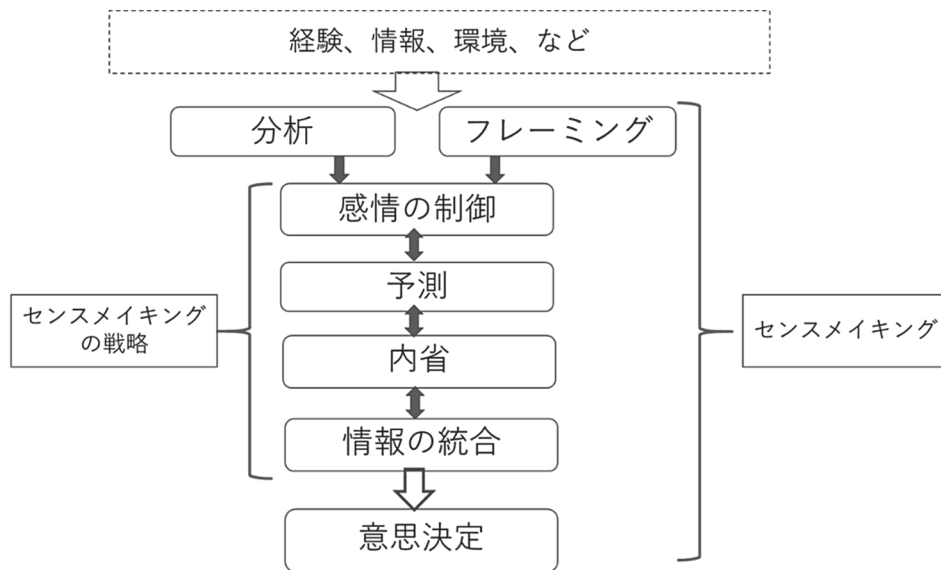 経験、情報、環境、など
分析
フレーミング
感情の制御
予測
センスメイキング
の戦略
センスメイキング
内省
情報の統合
意思決定